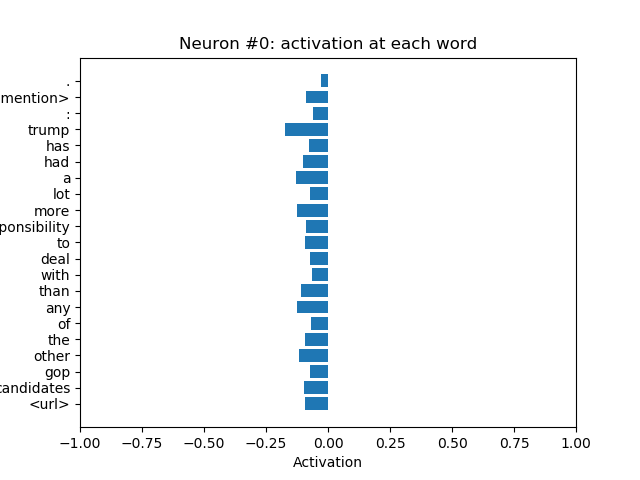 Neuron #0: activation at each word
.
mention>
:
trump
has
had
a
lot
more
ponsibility
to
deal
with
than
any
of
the
other
gop
candidates
<url>
−1.00 −0.75 −0.50 −0.25 0.00 0.25 0.50 0.75 1.00
Activation